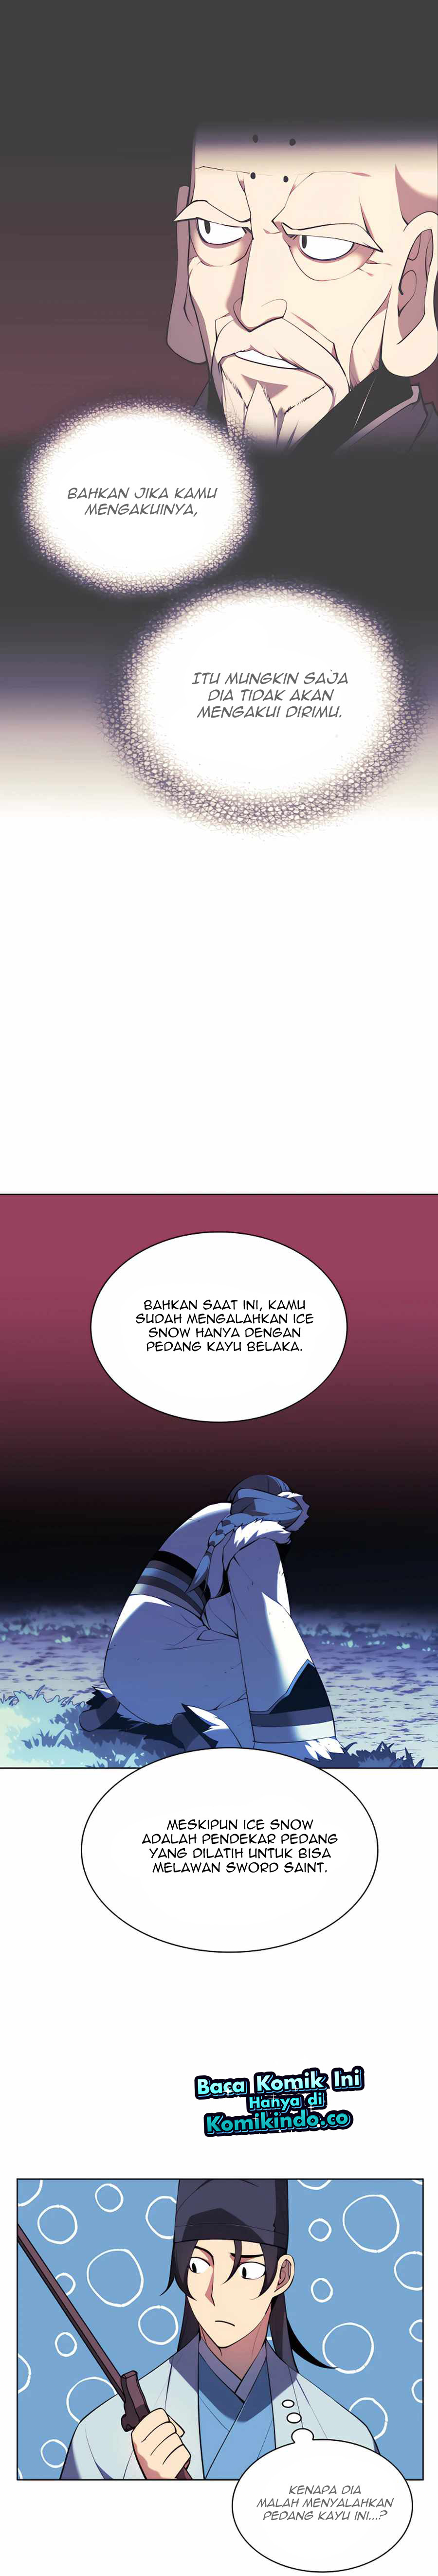 BAHKAN JIKA KAMU
MENGAKUINYA,
ITU MUNGKIN SAJA
DIA TIDAK AKAN
MENGAKUI DIRIMU.
BAHKAN SAAT INI, KAMU
SUDAH MENGALAHKAN ICE
SNOW HANYA DENGAN
PEDANG KAYU BELAKA.
MESKIPUN ICE SNOW
ADALAH PENDEKAR PEDANG
YANG DILATIH UNTUK BISA
MELAWAN SWORD SAINT.
Baca Komik Ini
Hanya di
Komikindo.co
KENAPA DIA
MALAH MENYALAHKAN
PEDANG KAYU INI...?